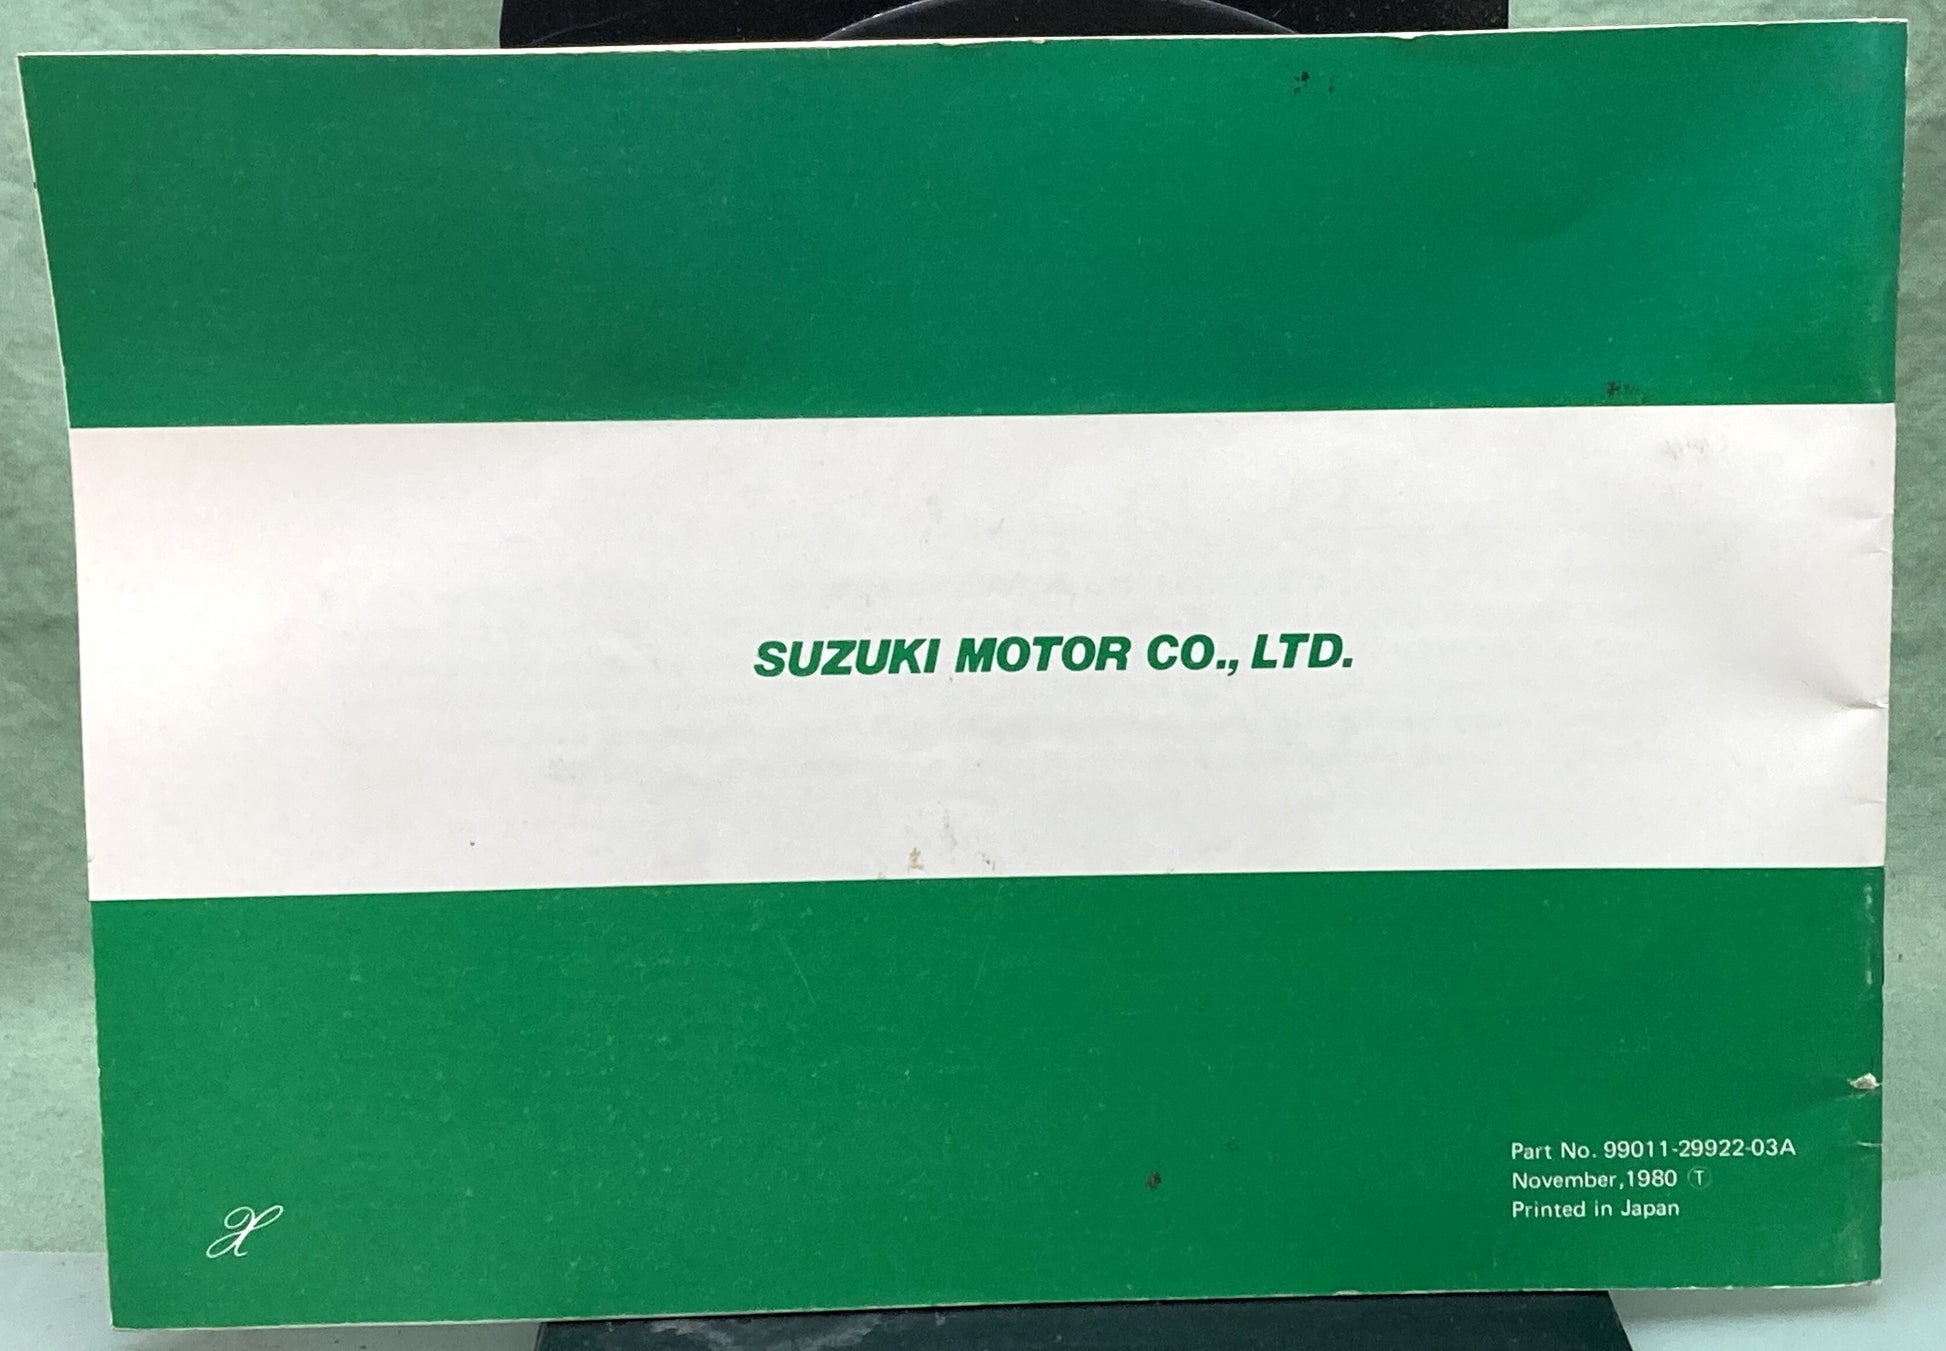 SUZUKI MOTOR CO., LTD.
Part No. 99011-29922-03A
November,1980 Ⓣ
Printed in Japan
X